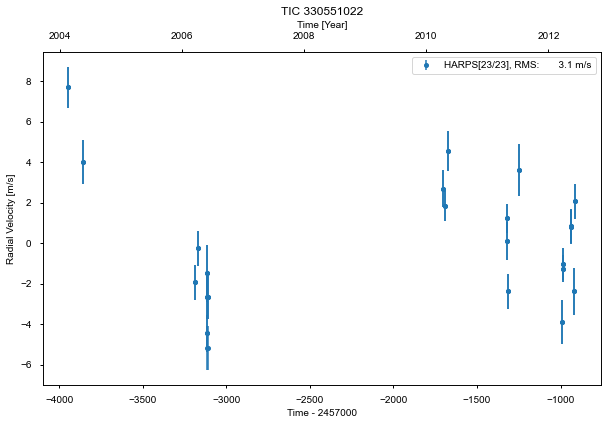 TIC 330551022
Time [Year]
2004 2006 2008 2010 2012
HARPS[23/23], RMS: 3.1 m/s
Radial Velocity [m/s]
8
6
4
2
0
−2
−4
−6
−4000 −3500 −3000 −2500 −2000 −1500 −1000
Time - 2457000